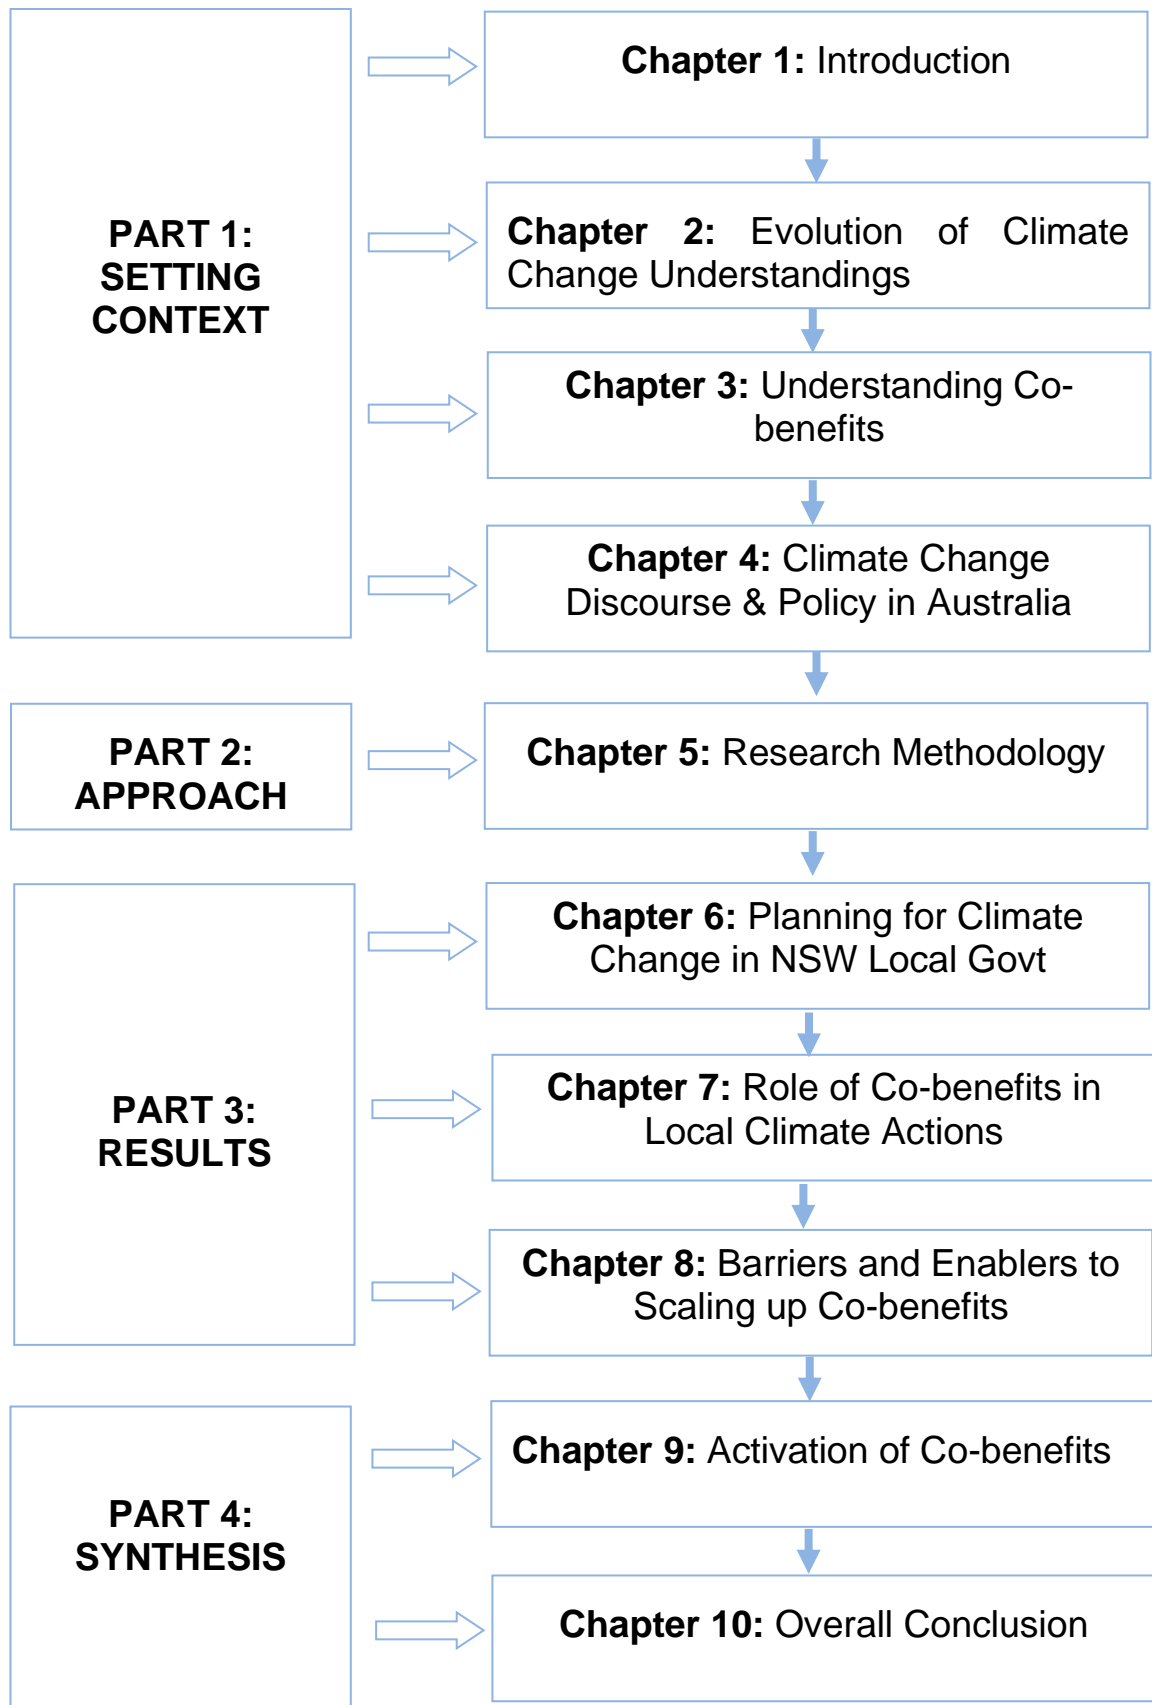 PART 1:
SETTING
CONTEXT
Chapter 1: Introduction
Chapter 2: Evolution of Climate
Change Understandings
Chapter 3: Understanding Co-
benefits
Chapter 4: Climate Change
Discourse & Policy in Australia
PART 2:
APPROACH
Chapter 5: Research Methodology
PART 3:
RESULTS
Chapter 6: Planning for Climate
Change in NSW Local Govt
Chapter 7: Role of Co-benefits in
Local Climate Actions
Chapter 8: Barriers and Enablers to
Scaling up Co-benefits
PART 4:
SYNTHESIS
Chapter 9: Activation of Co-benefits
Chapter 10: Overall Conclusion